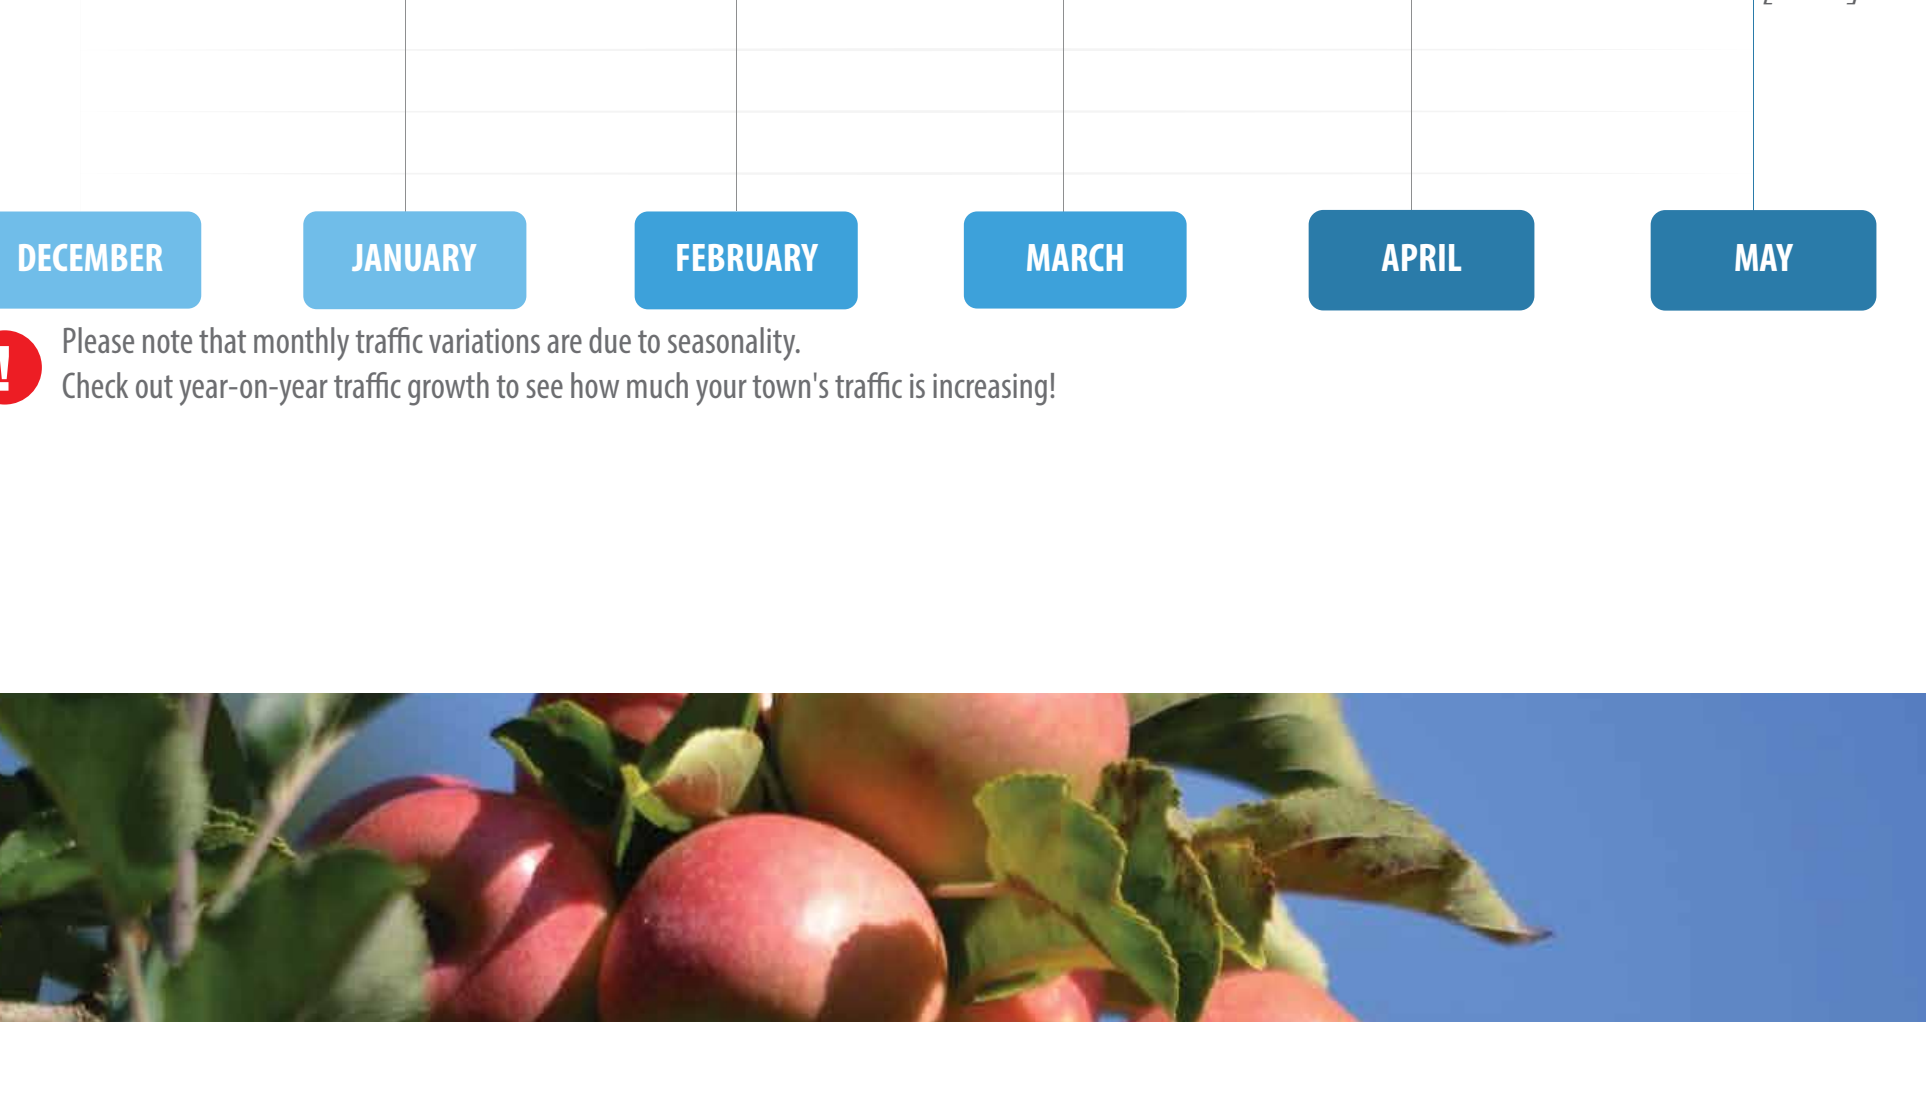 DECEMBER JANUARY FEBRUARY MARCH APRIL MAY
!
Please note that monthly traffic variations are due to seasonality.
Check out year-on-year traffic growth to see how much your town's traffic is increasing!